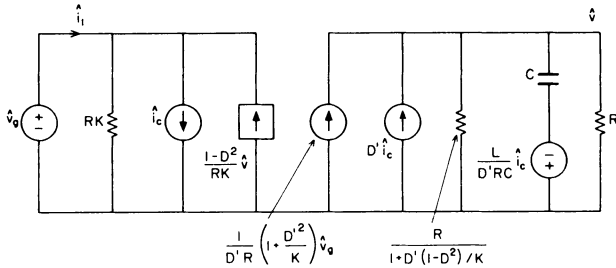 î₁
v̂
v̂g
RK
îc
1-D²/RK v̂
D' îc
C
L/D'RC îc
R
1/D'R (1+D'²/K) v̂g
R/1+D'(1-D²)/K